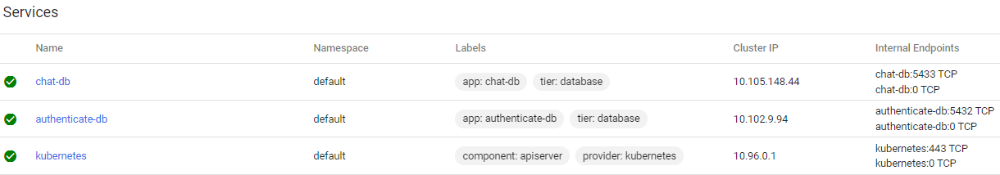 Services
Name Namespace Labels Cluster IP Internal Endpoints
chat-db default app: chat-db tier: database 10.105.148.44 chat-db:5433 TCP
chat-db:0 TCP
authenticate-db default app: authenticate-db tier: database 10.102.9.94 authenticate-db:5432 TCP
authenticate-db:0 TCP
kubernetes default component: apiserver provider: kubernetes 10.96.0.1 kubernetes:443 TCP
kubernetes:0 TCP